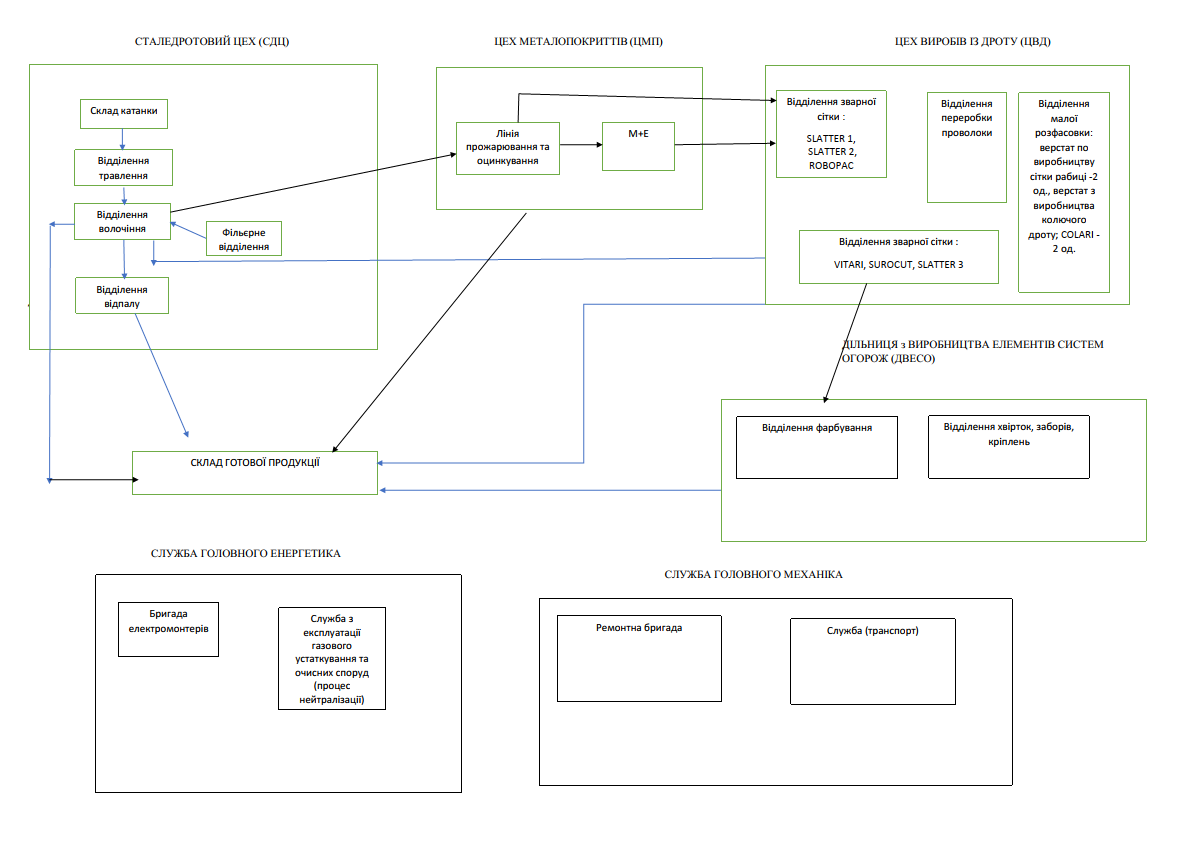 СТАЛЕДРОТОВИЙ ЦЕХ (СДЦ)
Склад катанки
Відділення
травлення
Відділення
волочіння
Фільєрне
відділення
Відділення
відпалу
ЦЕХ МЕТАЛОПОКРИТТІВ (ЦМП)
Лінія
прожарювання та
оцинкування
М+Е
ЦЕХ ВИРОБІВ ІЗ ДРОТУ (ЦВД)
Відділення зварної
сітки :
SLATTER 1,
SLATTER 2,
ROBOPAC
Відділення
переробки
проволоки
Відділення
малої
розфасовки:
верстат по
виробництву
сітки рабиці -2
од., верстат з
виробництва
колючого
дроту; COLARI -
2 од.
Відділення зварної сітки :
VITARI, SUROCUT, SLATTER 3
ДІЛЬНИЦЯ з ВИРОБНИЦТВА ЕЛЕМЕНТІВ СИСТЕМ
ОГОРОЖ (ДВЕСО)
Відділення фарбування
Відділення хвірток, заборів,
кріплень
СКЛАД ГОТОВОЇ ПРОДУКЦІЇ
СЛУЖБА ГОЛОВНОГО ЕНЕРГЕТИКА
Бригада
електромонтерів
Служба з
експлуатації
газового
устаткування та
очисних споруд
(процес
нейтралізації)
СЛУЖБА ГОЛОВНОГО МЕХАНІКА
Ремонтна бригада
Служба (транспорт)